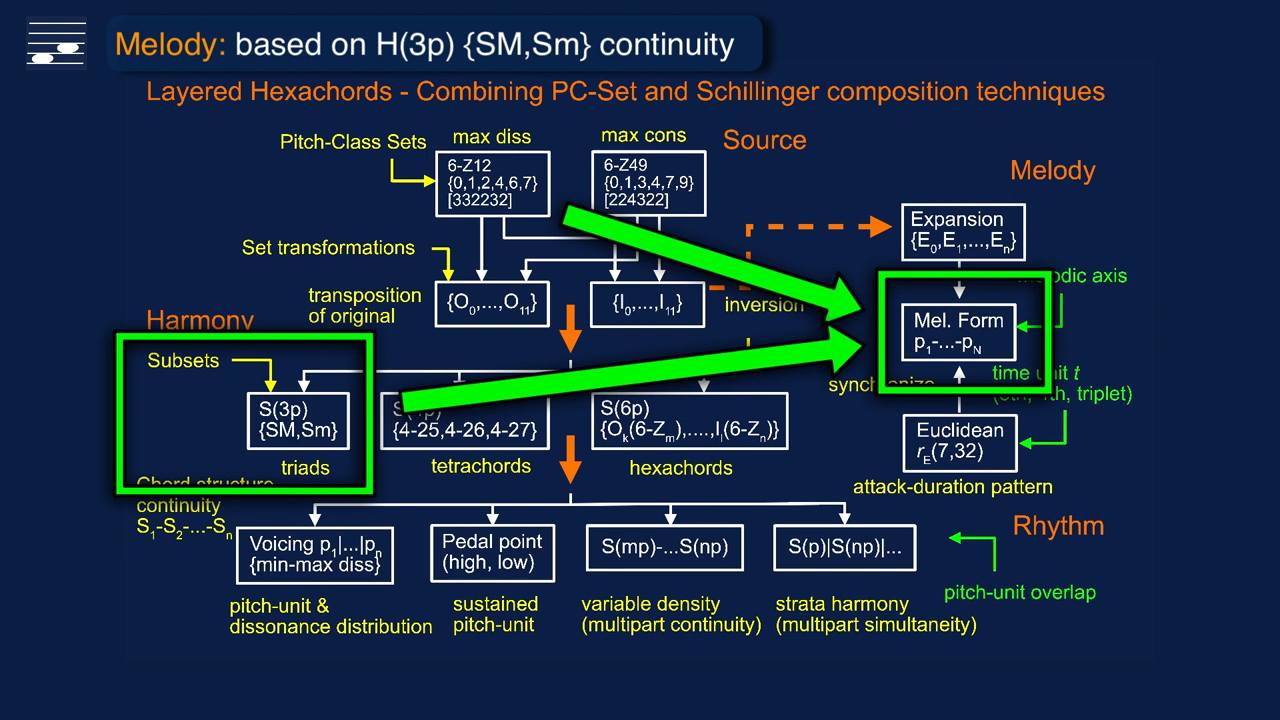 Melody: based on H(3p) {SM,Sm} continuity
Layered Hexachords - Combining PC-Set and Schillinger composition techniques
Pitch-Class Sets
max diss
max cons
Source
6-Z12
{0,1,2,4,6,7}
[332232]
6-Z49
{0,1,3,4,7,9}
[224322]
Melody
Expansion
{E0,E1,...,En}
Set transformations
transposition
of original
{O0,...,O11}
{I0,...,I11}
inversion
axis
Mel. Form
p1-...-pN
Harmony
Subsets
synchronize
time unit t
triplet)
S(3p)
{SM,Sm}
{4-25,4-26,4-27}
S(6p)
{Ok(6-Zm),....,Il(6-Zn)}
Euclidean
rE(7,32)
triads
tetrachords
hexachords
attack-duration pattern
Chord structure
continuity
S1-S2-...-Sn
Rhythm
Voicing p1|...|pn
{min-max diss}
Pedal point
(high, low)
S(mp)-...S(np)
S(p)|S(np)|...
pitch-unit overlap
pitch-unit &
dissonance distribution
sustained
pitch-unit
variable density
(multipart continuity)
strata harmony
(multipart simultaneity)